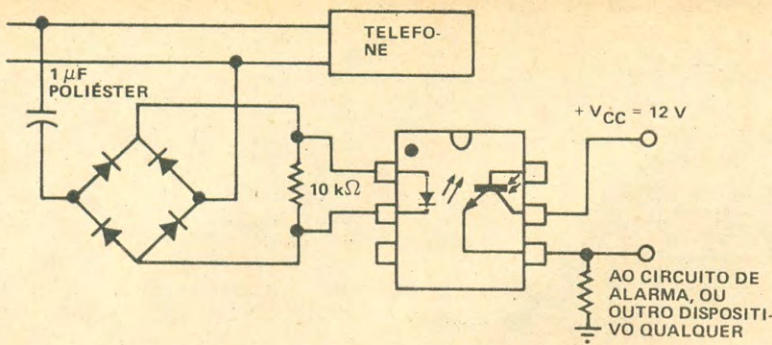 TELEFO-
NE
1 μF
POLIÉSTER
10 kΩ
+ VCC = 12 V
AO CIRCUITO DE
ALARMA, OU
OUTRO DISPOSITI-
VO QUALQUER